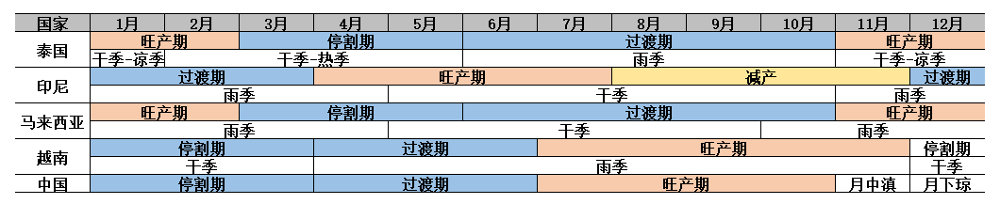 国家 1月 2月 3月 4月 5月 6月 7月 8月 9月 10月 11月 12月
泰国 旺产期 停割期 过渡期 旺产期
干季-凉季 干季-热季 雨季 干季-凉季
印尼 过渡期 旺产期 减产 过渡期
雨季 干季 雨季
马来西亚 旺产期 停割期 过渡期 旺产期
雨季 干季 雨季
越南 停割期 过渡期 旺产期 停割期
干季 雨季 干季
中国 停割期 过渡期 旺产期 月中滇 月下琼